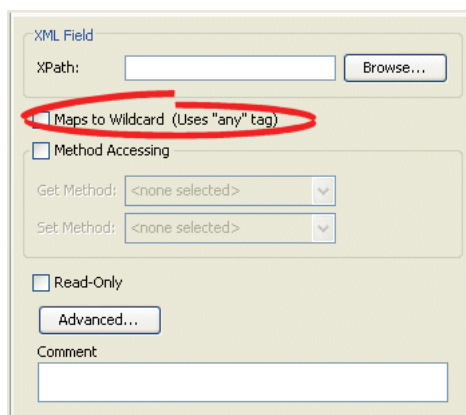 XML Field
XPath: Browse...
Maps to Wildcard (Uses "any" tag)
Method Accessing
Get Method: <none selected>
Set Method: <none selected>
Read-Only
Advanced...
Comment